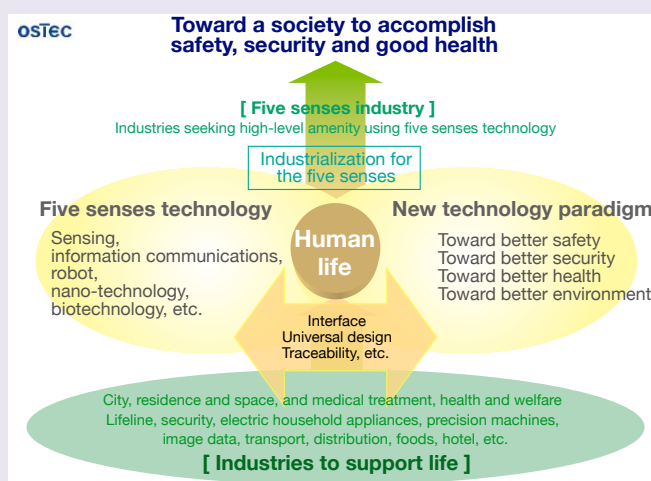 OSTEC
Toward a society to accomplish
safety, security and good health
[ Five senses industry ]
Industries seeking high-level amenity using five senses technology
Industrialization for
the five senses
Five senses technology
Sensing,
information communications,
robot,
nano-technology,
biotechnology, etc.
Human
life
New technology paradigm
Toward better safety
Toward better security
Toward better health
Toward better environment
Interface
Universal design
Traceability, etc.
City, residence and space, and medical treatment, health and welfare
Lifeline, security, electric household appliances, precision machines,
image data, transport, distribution, foods, hotel, etc.
[ Industries to support life ]